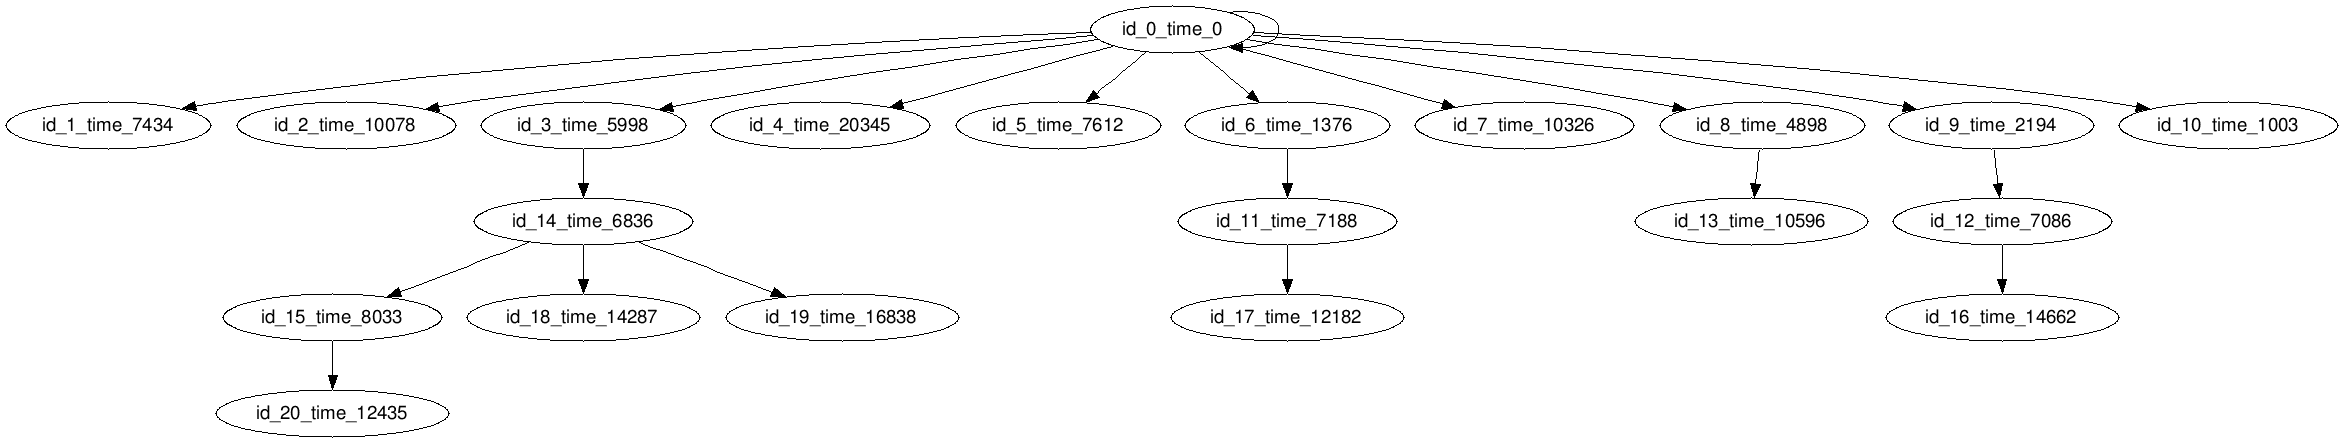 id_0_time_0
id_1_time_7434
id_2_time_10078
id_3_time_5998
id_4_time_20345
id_5_time_7612
id_6_time_1376
id_7_time_10326
id_8_time_4898
id_9_time_2194
id_10_time_1003
id_14_time_6836
id_11_time_7188
id_13_time_10596
id_12_time_7086
id_15_time_8033
id_18_time_14287
id_19_time_16838
id_17_time_12182
id_16_time_14662
id_20_time_12435